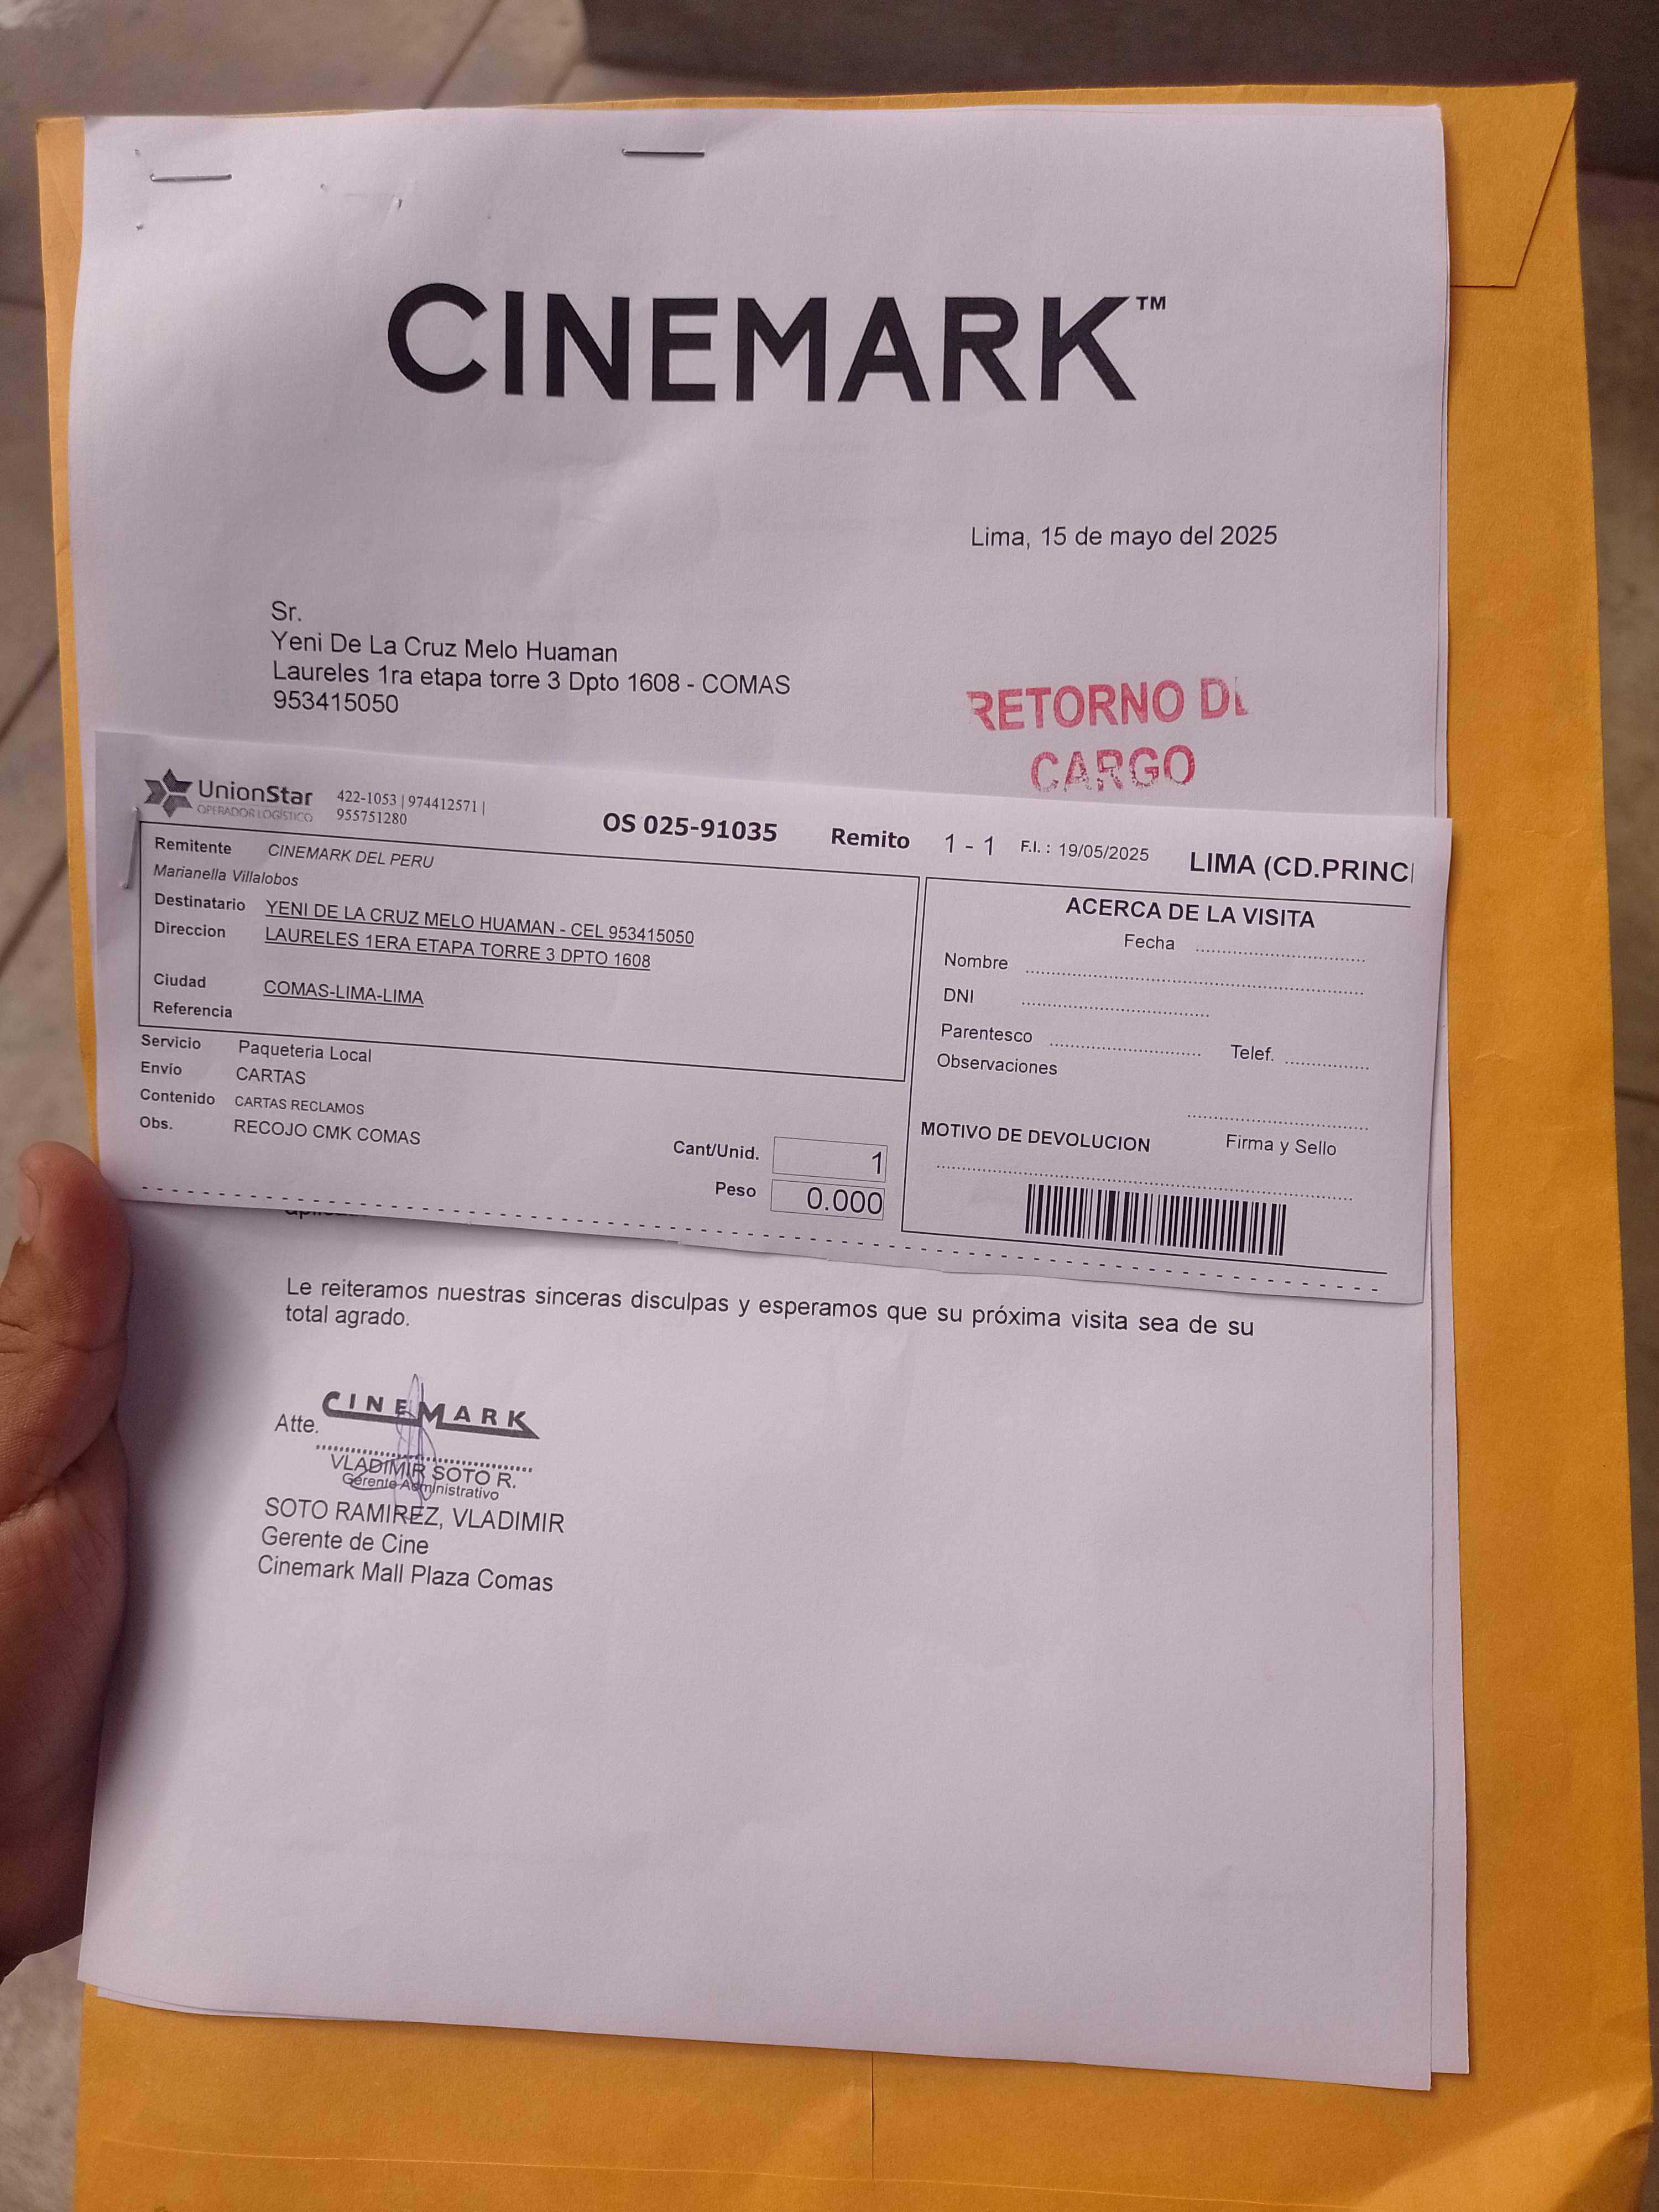 CINEMARK™
Lima, 15 de mayo del 2025
Sr.
Yeni De La Cruz Melo Huaman
Laureles 1ra etapa torre 3 Dpto 1608 - COMAS
953415050
RETORNO DE
CARGO
UnionStar
OPERADOR LOGÍSTICO
422-1053 | 974412571 |
955751280
OS 025-91035
Remito 1 - 1
F.I. : 19/05/2025
LIMA (CD.PRINCI
Remitente CINEMARK DEL PERU
Marianella Villalobos
Destinatario YENI DE LA CRUZ MELO HUAMAN - CEL 953415050
Direccion LAURELES 1ERA ETAPA TORRE 3 DPTO 1608
Ciudad COMAS-LIMA-LIMA
Referencia
Servicio Paqueteria Local
Envío CARTAS
Contenido CARTAS RECLAMOS
Obs. RECOJO CMK COMAS
Cant/Unid. 1
Peso 0.000
ACERCA DE LA VISITA
Fecha
Nombre
DNI
Parentesco Telef.
Observaciones
MOTIVO DE DEVOLUCION Firma y Sello
Le reiteramos nuestras sinceras disculpas y esperamos que su próxima visita sea de su
total agrado.
Atte.
CINEMARK
VLADIMIR SOTO R.
Gerente Administrativo
SOTO RAMIREZ, VLADIMIR
Gerente de Cine
Cinemark Mall Plaza Comas